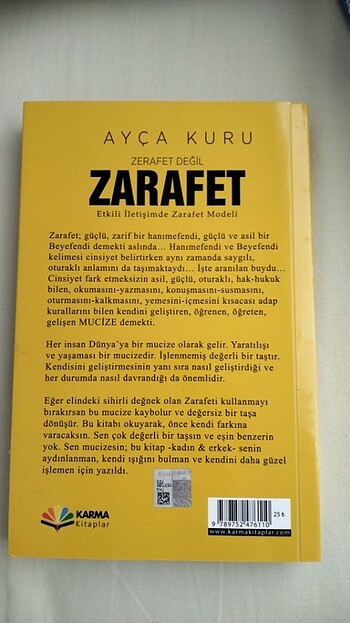 AYÇA KURU
ZERAFET DEĞİL
ZARAFET
Etkili İletişimde Zarafet Modeli
Zarafet; güçlü, zarif bir hanımefendi, güçlü ve asil bir
Beyefendi demekti aslında... Hanımefendi ve Beyefendi
kelimesi cinsiyet belirtirken aynı zamanda saygılı,
oturaklı anlamını da taşımaktaydı... İşte aranılan buydu...
Cinsiyet fark etmeksizin asil, güçlü, oturaklı, hak-hukuk
bilen, okumasını-yazmasını, konuşmasını-susmasını,
oturmasını-kalkmasını, yemesini-içmesini kısacası adap
kurallarını bilen kendini geliştiren, öğrenen, öğreten,
gelişen MUCİZE demekti.
Her insan Dünya'ya bir mucize olarak gelir. Yaratılışı
ve yaşaması bir mucizedir. İşlenmemiş değerli bir taştır.
Kendisini geliştirmesinin yanı sıra nasıl geliştirdiği ve
her durumda nasıl davrandığı da önemlidir.
Eğer elindeki sihirli değnek olan Zarafeti kullanmayı
bırakırsan bu mucize kaybolur ve değersiz bir taşa
dönüşür. Bu kitabı okuyarak, önce kendi farkına
varacaksın. Sen çok değerli bir taşsın ve eşin benzerin
yok. Sen mucizesin; bu kitap -kadın & erkek- senin
aydınlanman, kendi ışığını bulman ve kendini daha güzel
işlemen için yazıldı.
KARMA
Kitaplar
25 ₺
9 789752 476110
www.karmakitaplar.com